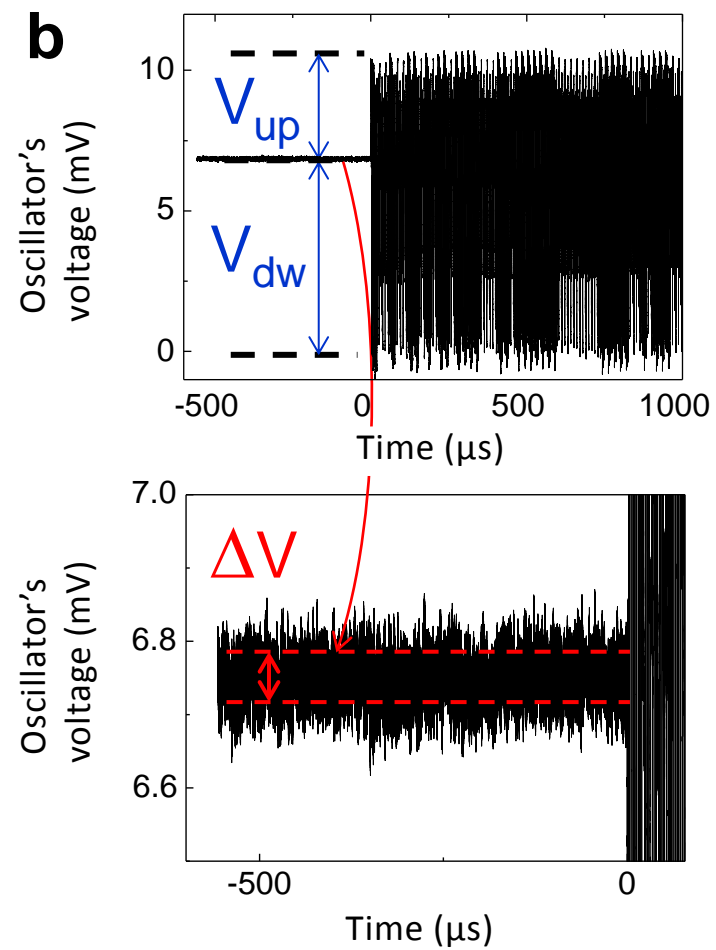 b
Oscillator’s
voltage (mV)
10
5
0
V up
V dw
-500 0 500 1000
Time (μs)
Oscillator’s
voltage (mV)
7.0
6.8
6.6
ΔV
-500 0
Time (μs)